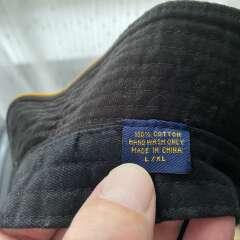 100% COTTON
HAND WASH ONLY
MADE IN CHINA
L / XL